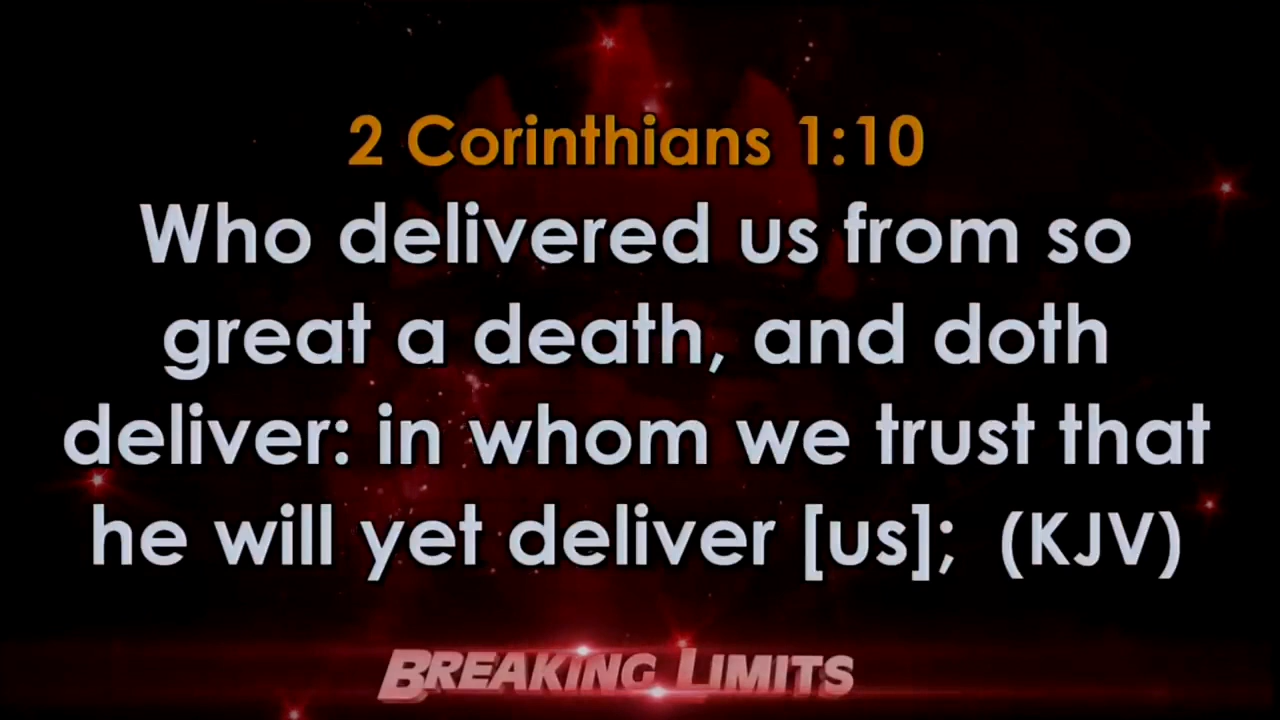 2 Corinthians 1:10
Who delivered us from so
great a death, and doth
deliver: in whom we trust that
he will yet deliver [us];  (KJV)
BREAKING LIMITS